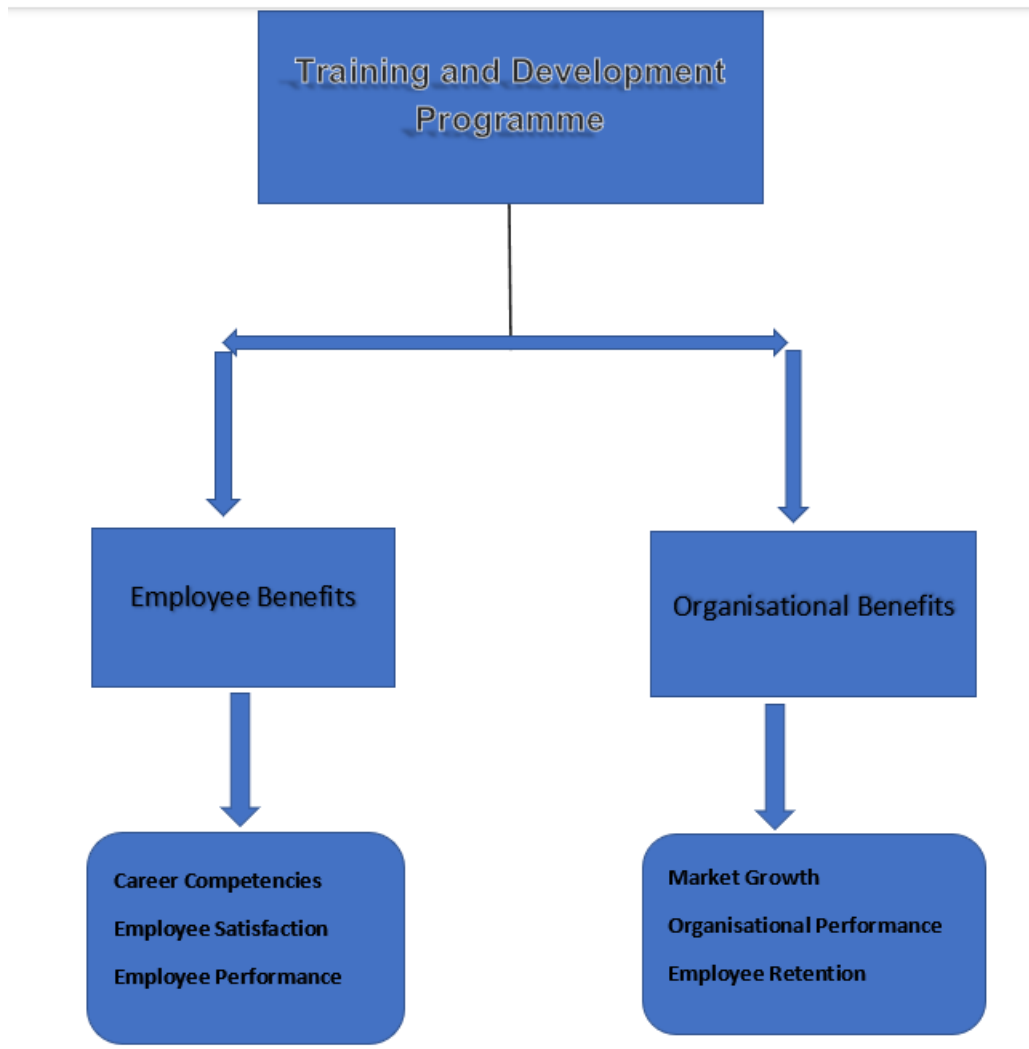 Training and Development
Programme
Employee Benefits
Organisational Benefits
Career Competencies
Employee Satisfaction
Employee Performance
Market Growth
Organisational Performance
Employee Retention